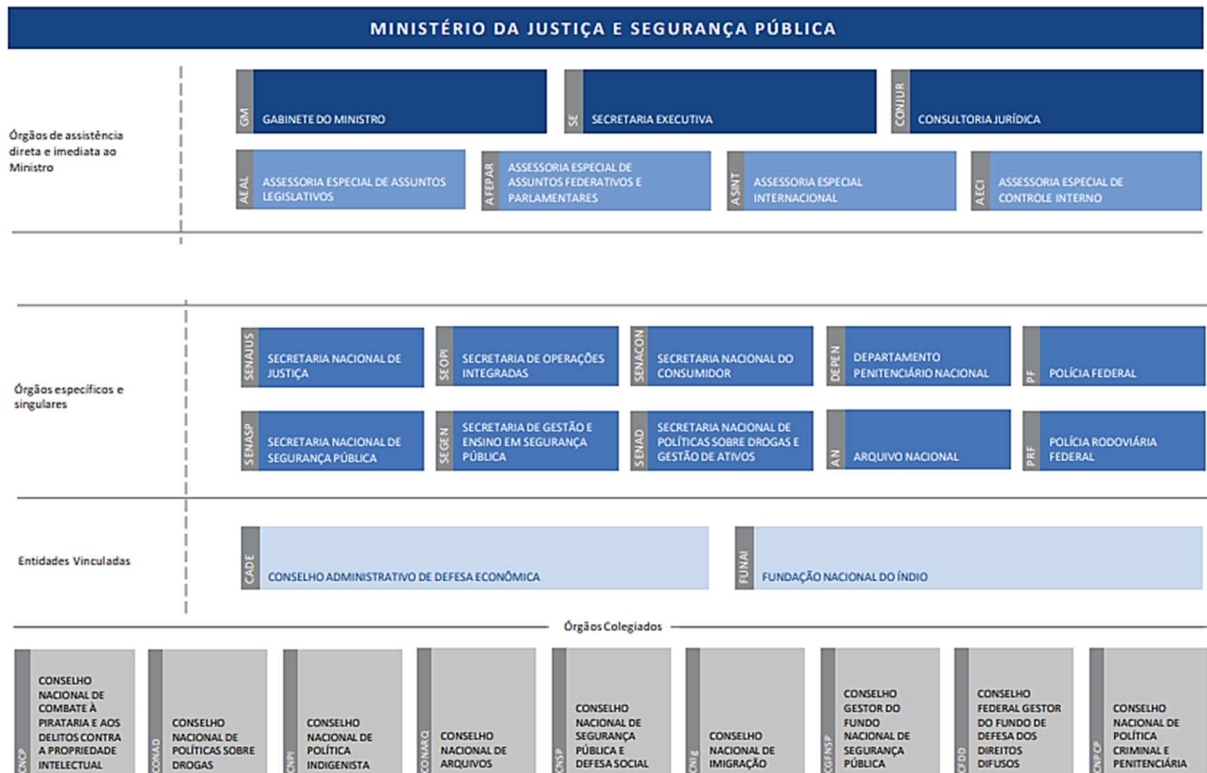 MINISTÉRIO DA JUSTIÇA E SEGURANÇA PÚBLICA
Órgãos de assistência
direta e imediata ao
Ministro
GM
GABINETE DO MINISTRO
SE
SECRETARIA EXECUTIVA
CONJUR
CONSULTORIA JURÍDICA
AEAL
ASSESSORIA ESPECIAL DE ASSUNTOS
LEGISLATIVOS
AFEPAR
ASSESSORIA ESPECIAL DE
ASSUNTOS FEDERATIVOS E
PARLAMENTARES
ASINT
ASSESSORIA ESPECIAL
INTERNACIONAL
AECI
ASSESSORIA ESPECIAL DE
CONTROLE INTERNO
Órgãos específicos e
singulares
SENAJUS
SECRETARIA NACIONAL DE
JUSTIÇA
SEOPI
SECRETARIA DE OPERAÇÕES
INTEGRADAS
SENACON
SECRETARIA NACIONAL DO
CONSUMIDOR
DEPEN
DEPARTAMENTO
PENITENCIÁRIO NACIONAL
PF
POLÍCIA FEDERAL
SENASP
SECRETARIA NACIONAL DE
SEGURANÇA PÚBLICA
SEGEN
SECRETARIA DE GESTÃO E
ENSINO EM SEGURANÇA
PÚBLICA
SENAD
SECRETARIA NACIONAL DE
POLÍTICAS SOBRE DROGAS E
GESTÃO DE ATIVOS
AN
ARQUIVO NACIONAL
PRF
POLÍCIA RODOVIÁRIA
FEDERAL
Entidades Vinculadas
CADE
CONSELHO ADMINISTRATIVO DE DEFESA ECONÔMICA
FUNAI
FUNDAÇÃO NACIONAL DO ÍNDIO
Órgãos Colegiados
CNCP
CONSELHO
NACIONAL DE
COMBATE À
PIRATARIA E AOS
DELITOS CONTRA
A PROPRIEDADE
INTELECTUAL
CONAD
CONSELHO
NACIONAL DE
POLÍTICAS SOBRE
DROGAS
CNPI
CONSELHO
NACIONAL DE
POLÍTICA
INDIGENISTA
CONARQ
CONSELHO
NACIONAL DE
ARQUIVOS
CNSP
CONSELHO
NACIONAL DE
SEGURANÇA
PÚBLICA E
DEFESA SOCIAL
CNIg
CONSELHO
NACIONAL DE
IMIGRAÇÃO
CGFNSP
CONSELHO
GESTOR DO
FUNDO
NACIONAL DE
SEGURANÇA
PÚBLICA
CFDD
CONSELHO
FEDERAL GESTOR
DO FUNDO DE
DEFESA DOS
DIREITOS
DIFUSOS
CNPCP
CONSELHO
NACIONAL DE
POLÍTICA
CRIMINAL E
PENITENCIÁRIA